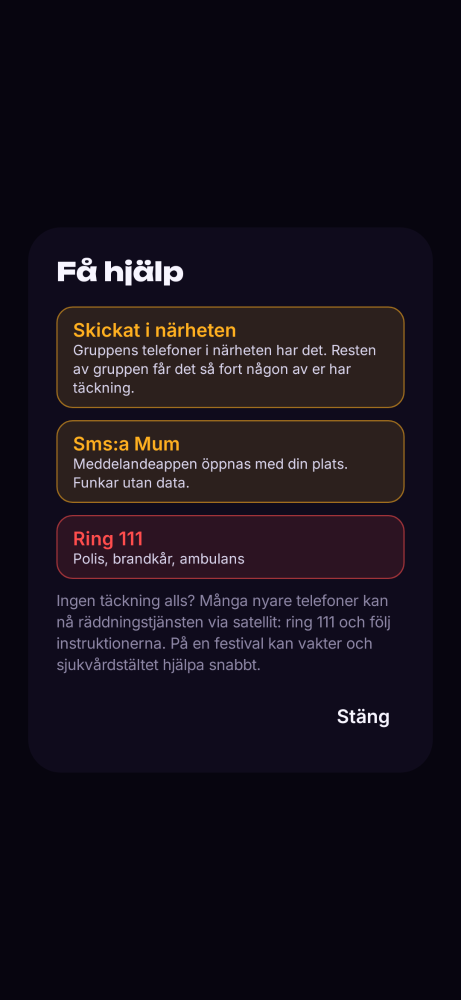 Få hjälp
Skickat i närheten
Gruppens telefoner i närheten har det. Resten
av gruppen får det så fort någon av er har
täckning.
Sms:a Mum
Meddelandeappen öppnas med din plats.
Funkar utan data.
Ring 111
Polis, brandkår, ambulans
Ingen täckning alls? Många nyare telefoner kan
nå räddningstjänsten via satellit: ring 111 och följ
instruktionerna. På en festival kan vakter och
sjukvårdstältet hjälpa snabbt.
Stäng